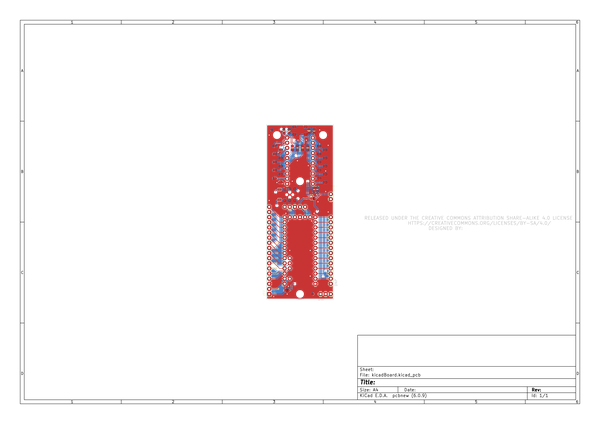 RELEASED UNDER THE CREATIVE COMMONS ATTRIBUTION SHARE-ALIKE 4.0 LICENSE
HTTPS://CREATIVECOMMONS.ORG/LICENSES/BY-SA/4.0/
DESIGNED BY:
Sheet:
File: kicadBoard.kicad_pcb
Title:
Size: A4 Date: Rev:
KiCad E.D.A. pcbnew (6.0.9) Id: 1/1